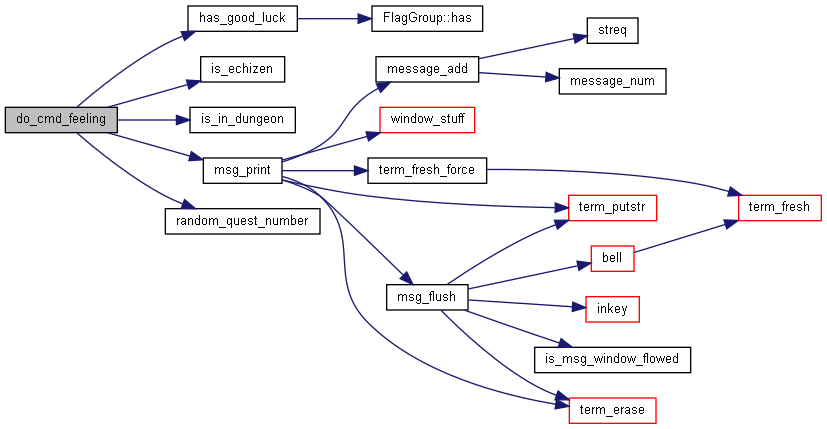 do_cmd_feeling
has_good_luck
FlagGroup::has
is_echizen
is_in_dungeon
msg_print
random_quest_number
message_add
streq
message_num
window_stuff
term_fresh_force
term_putstr
term_fresh
bell
msg_flush
inkey
is_msg_window_flowed
term_erase